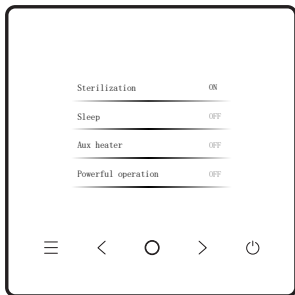 Sterilization ON
Sleep OFF
Aux heater OFF
Powerful operation OFF